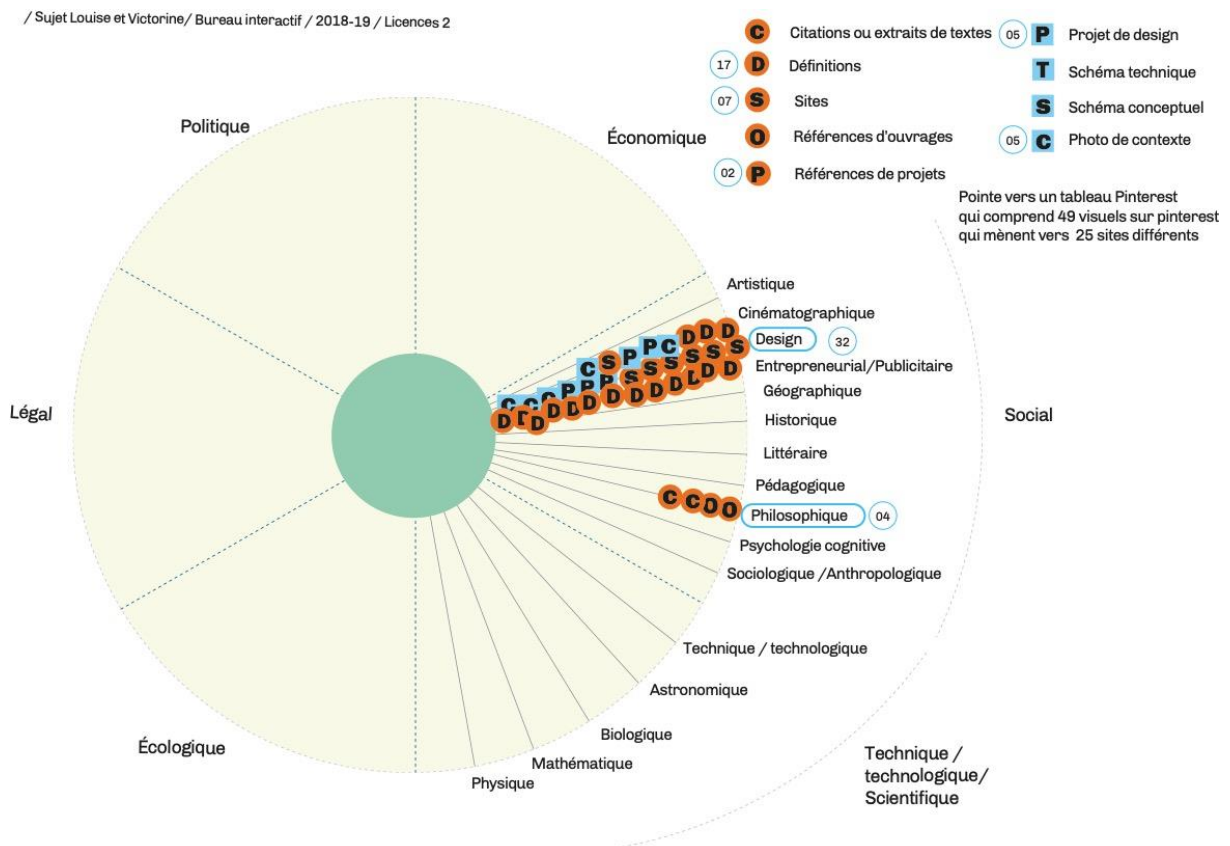 / Sujet Louise et Victorine/ Bureau interactif / 2018-19 / Licences 2
C Citations ou extraits de textes
17 D Définitions
07 S Sites
O Références d'ouvrages
02 P Références de projets
05 P Projet de design
T Schéma technique
S Schéma conceptuel
05 C Photo de contexte
Pointe vers un tableau Pinterest
qui comprend 49 visuels sur pinterest
qui mènent vers 25 sites différents
Politique
Économique
Légal
Écologique
Social
Technique /
technologique/
Scientifique
Artistique
Cinématographique
Design 32
Entrepreneurial/Publicitaire
Géographique
Historique
Littéraire
Pédagogique
Philosophique 04
Psychologie cognitive
Sociologique /Anthropologique
Technique / technologique
Astronomique
Biologique
Mathématique
Physique
C S P P C D D D
C C C P P P S S S S S S
D D D D D D D D D D D D D D
C C O O